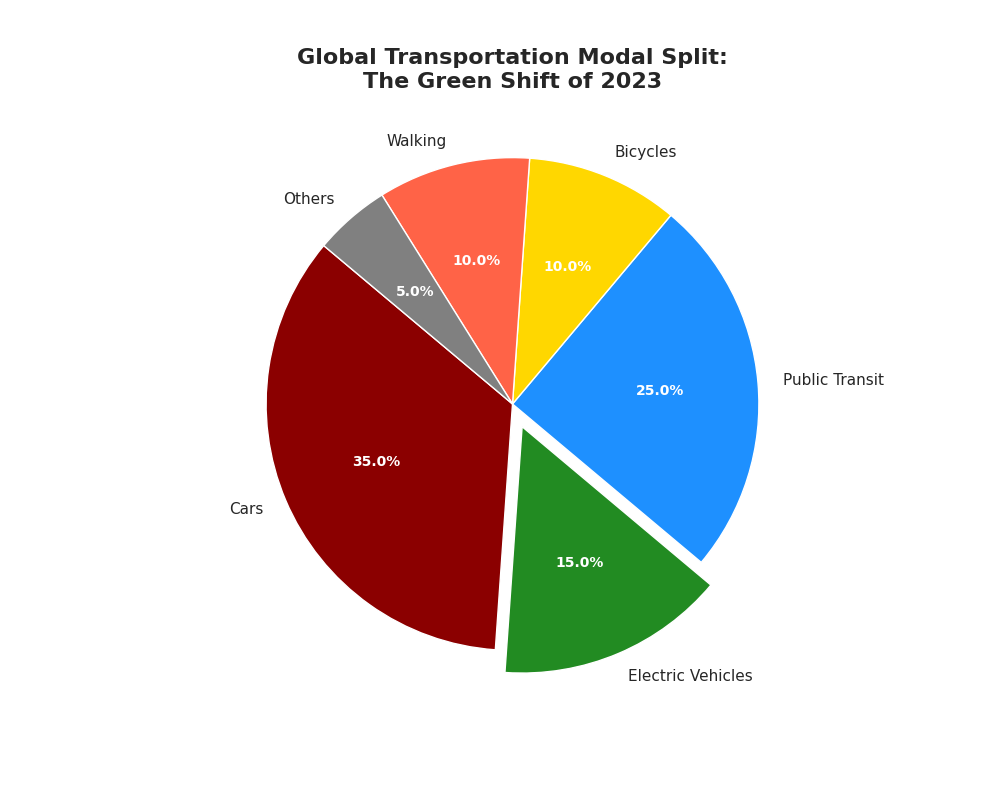 Global Transportation Modal Split:
The Green Shift of 2023
Walking
Bicycles
Others
10.0%
10.0%
5.0%
Public Transit
25.0%
35.0%
Cars
15.0%
Electric Vehicles